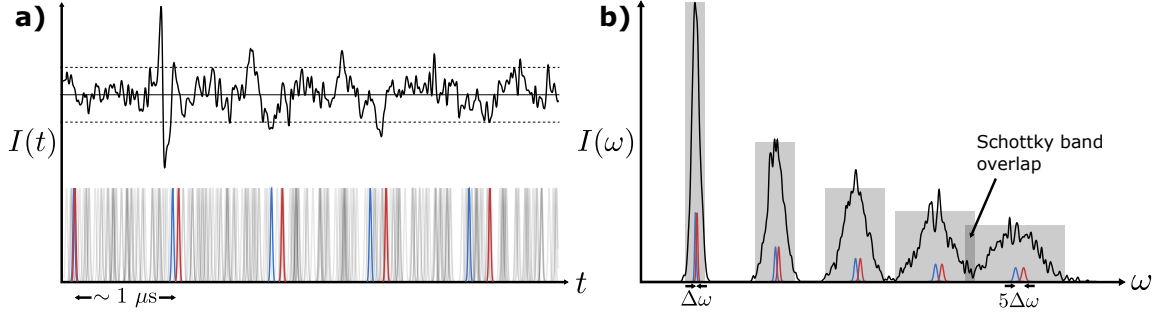 a)
I(t)
t
~ 1 μs
b)
I(ω)
Schottky band
overlap
Δω
5Δω
ω